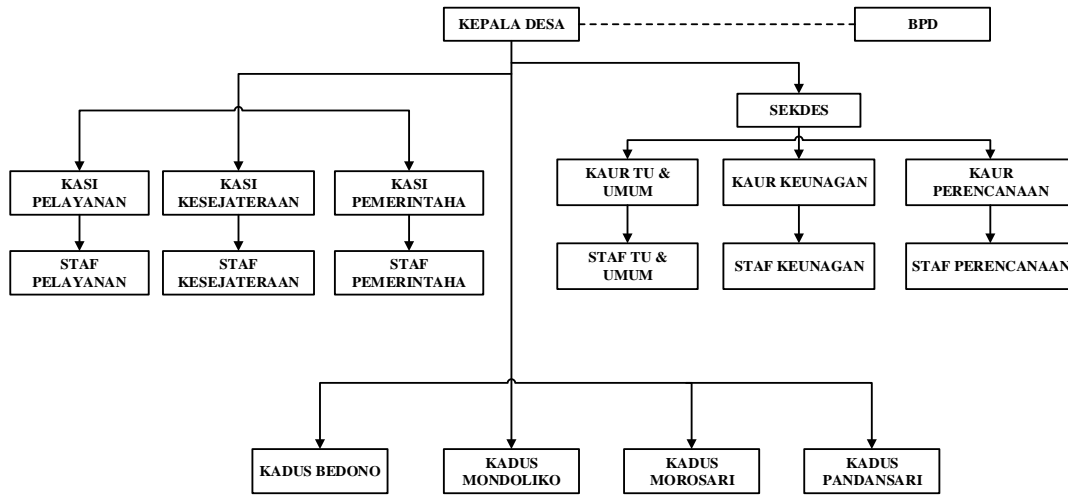 KEPALA DESA
BPD
SEKDES
KASI
PELAYANAN
KASI
KESEJATERAAN
KASI
PEMERINTAHA
KAUR TU &
UMUM
KAUR KEUNAGAN
KAUR
PERENCANAAN
STAF
PELAYANAN
STAF
KESEJATERAAN
STAF
PEMERINTAHA
STAF TU &
UMUM
STAF KEUNAGAN
STAF PERENCANAAN
KADUS BEDONO
KADUS
MONDOLIKO
KADUS
MOROSARI
KADUS
PANDANSARI